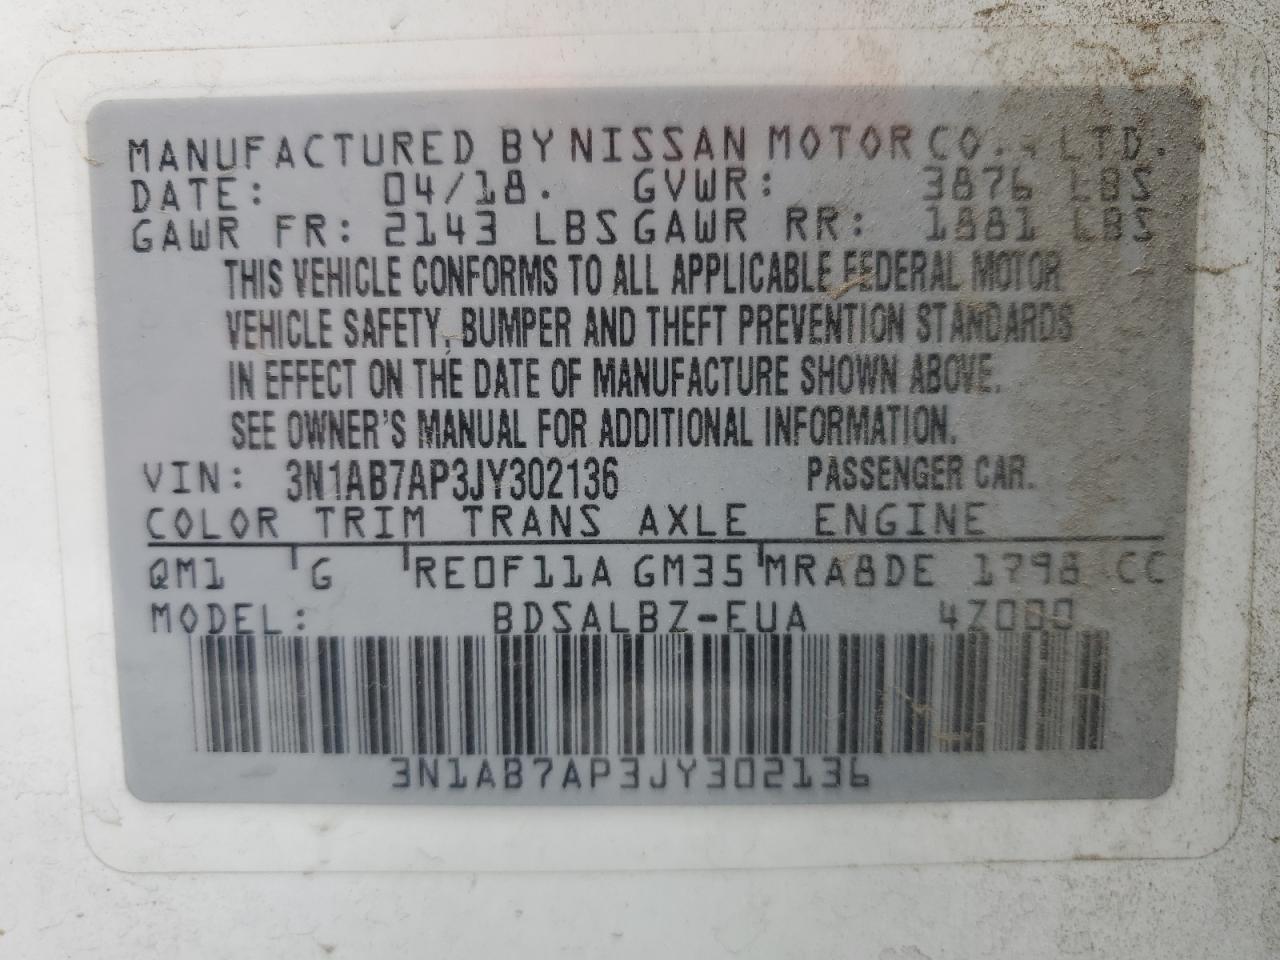 MANUFACTURED BY NISSAN MOTOR CO., LTD.
DATE: 04/18. GVWR: 3876 LBS
GAWR FR: 2143 LBS GAWR RR: 1881 LBS
THIS VEHICLE CONFORMS TO ALL APPLICABLE FEDERAL MOTOR
VEHICLE SAFETY, BUMPER AND THEFT PREVENTION STANDARDS
IN EFFECT ON THE DATE OF MANUFACTURE SHOWN ABOVE.
SEE OWNER'S MANUAL FOR ADDITIONAL INFORMATION.
VIN: 3N1AB7AP3JY302136 PASSENGER CAR.
COLOR TRIM TRANS AXLE ENGINE
QM1 G RE0F11A GM35 MRA8DE 1798 CC
MODEL: BDSALBZ-EUA 4Z000
3N1AB7AP3JY302136